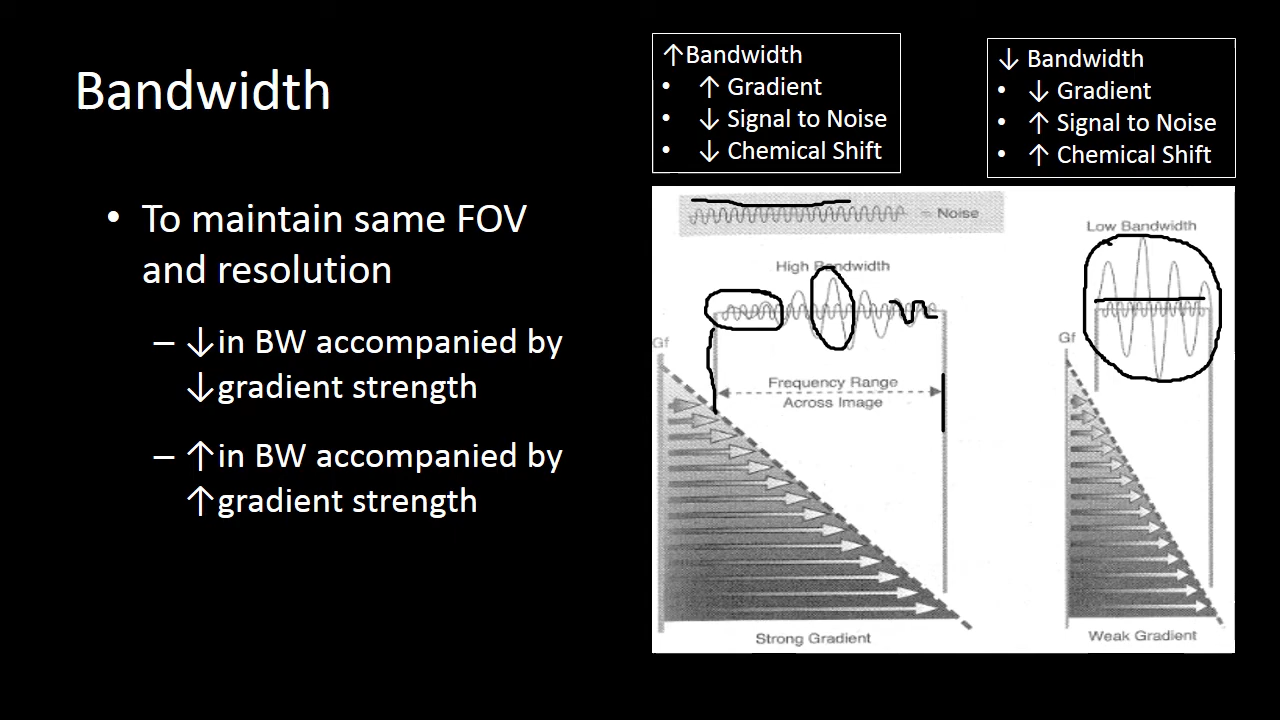 Bandwidth
• To maintain same FOV
and resolution
– ↓in BW accompanied by
↓gradient strength
– ↑in BW accompanied by
↑gradient strength
↑Bandwidth
• ↑ Gradient
• ↓ Signal to Noise
• ↓ Chemical Shift
↓ Bandwidth
• ↓ Gradient
• ↑ Signal to Noise
• ↑ Chemical Shift
= Noise
High Bandwidth
Gf
Frequency Range
Across Image
Strong Gradient
Low Bandwidth
Gf
Weak Gradient